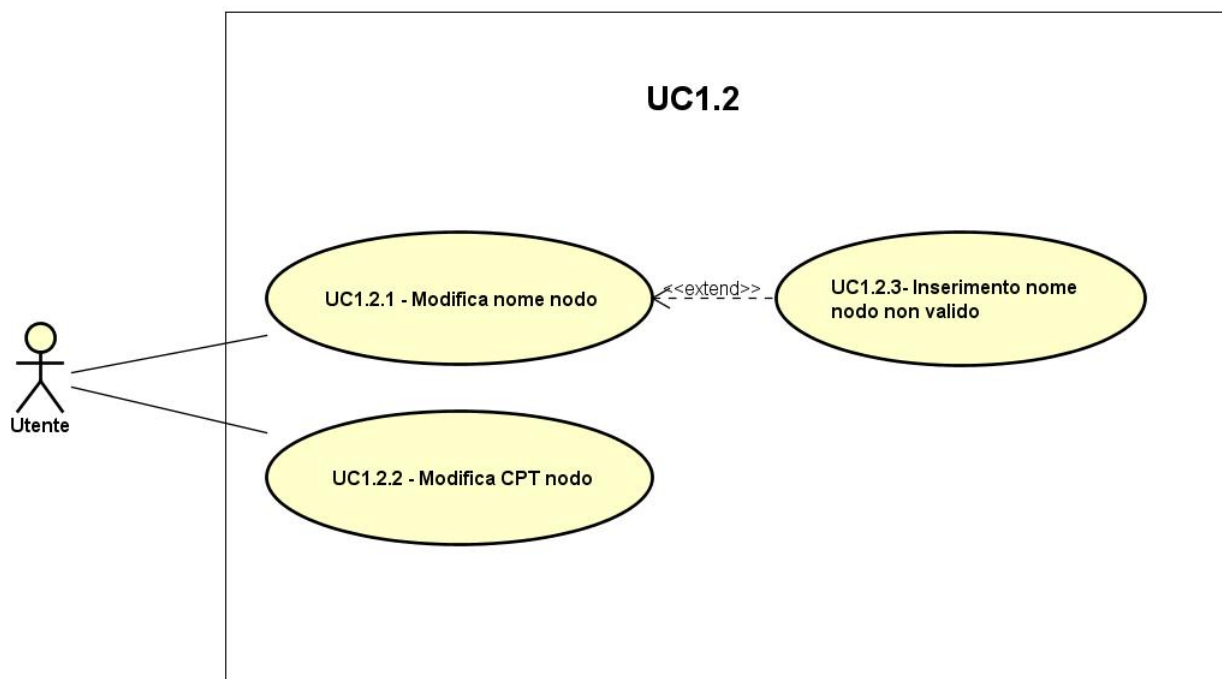 UC1.2
UC1.2.1 - Modifica nome nodo
<<extend>>
UC1.2.3- Inserimento nome
nodo non valido
Utente
UC1.2.2 - Modifica CPT nodo